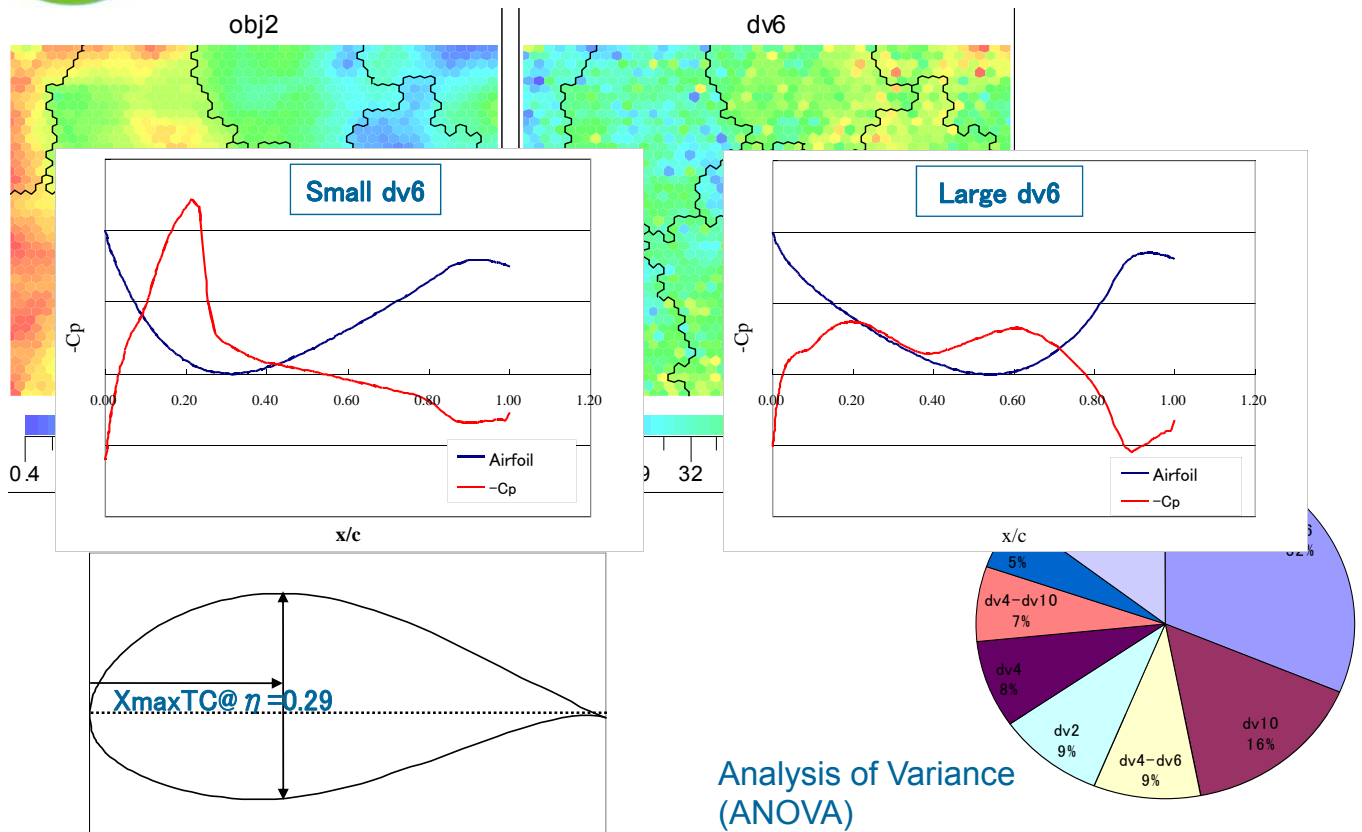 obj2
dv6
Small dv6
-Cp
0.00 0.20 0.40 0.60 0.80 1.00 1.20
Airfoil
-Cp
x/c
Large dv6
-Cp
0.00 0.20 0.40 0.60 0.80 1.00 1.20
Airfoil
-Cp
x/c
0.4
9 32
XmaxTC@η=0.29
5%
dv4-dv10
7%
dv4
8%
dv2
9%
dv4-dv6
9%
dv10
16%
Analysis of Variance
(ANOVA)